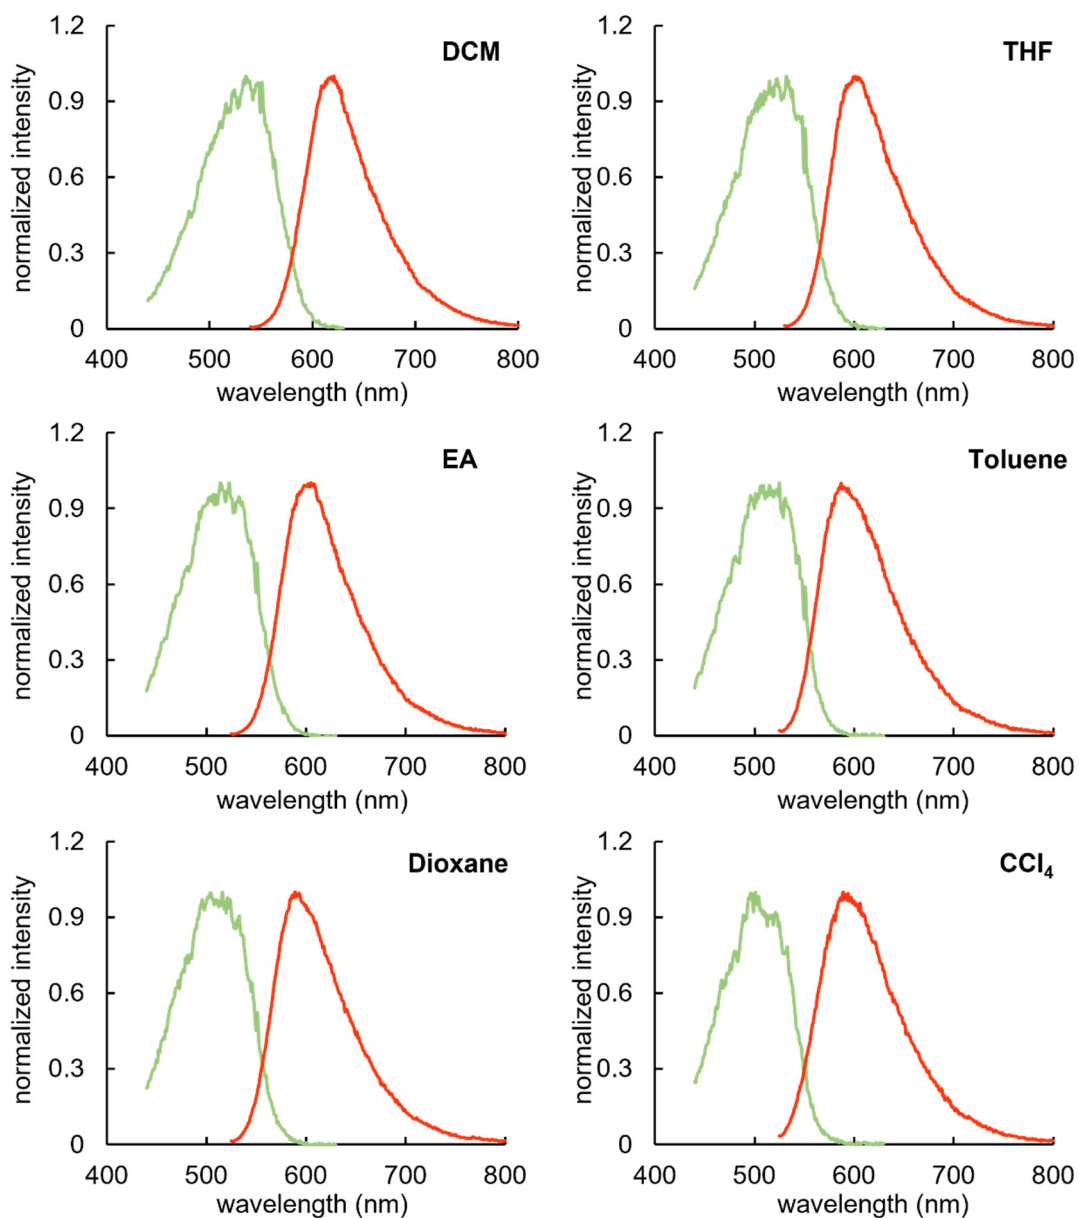 1.2
DCM
0.9
0.6
0.3
0
normalized intensity
400 500 600 700 800
wavelength (nm)
1.2
THF
0.9
0.6
0.3
0
normalized intensity
400 500 600 700 800
wavelength (nm)
1.2
EA
0.9
0.6
0.3
0
normalized intensity
400 500 600 700 800
wavelength (nm)
1.2
Toluene
0.9
0.6
0.3
0
normalized intensity
400 500 600 700 800
wavelength (nm)
1.2
Dioxane
0.9
0.6
0.3
0
normalized intensity
400 500 600 700 800
wavelength (nm)
1.2
CCl₄
0.9
0.6
0.3
0
normalized intensity
400 500 600 700 800
wavelength (nm)